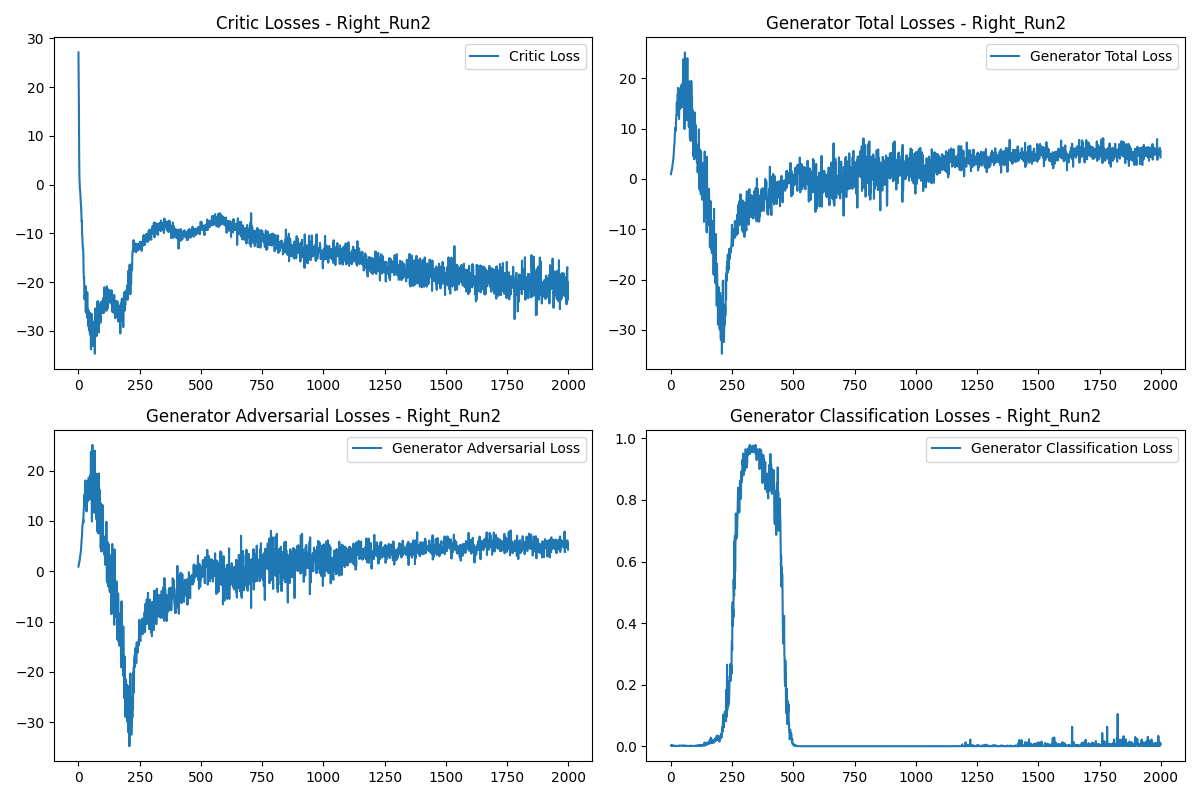 Critic Losses - Right_Run2
Critic Loss
30
20
10
0
−10
−20
−30
0 250 500 750 1000 1250 1500 1750 2000
Generator Total Losses - Right_Run2
Generator Total Loss
20
10
0
−10
−20
−30
0 250 500 750 1000 1250 1500 1750 2000
Generator Adversarial Losses - Right_Run2
Generator Adversarial Loss
20
10
0
−10
−20
−30
0 250 500 750 1000 1250 1500 1750 2000
Generator Classification Losses - Right_Run2
Generator Classification Loss
1.0
0.8
0.6
0.4
0.2
0.0
0 250 500 750 1000 1250 1500 1750 2000